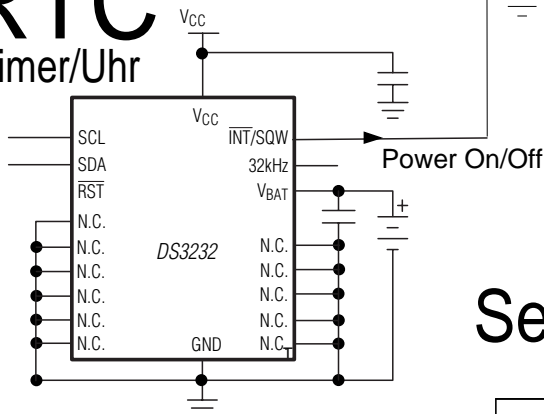 RTC
imer/Uhr
VCC
VCC
SCL
SDA
RST
N.C.
N.C.
N.C.
N.C.
N.C.
N.C.
DS3232
GND
INT/SQW
32kHz
VBAT
N.C.
N.C.
N.C.
N.C.
N.C.
+
Power On/Off
Se